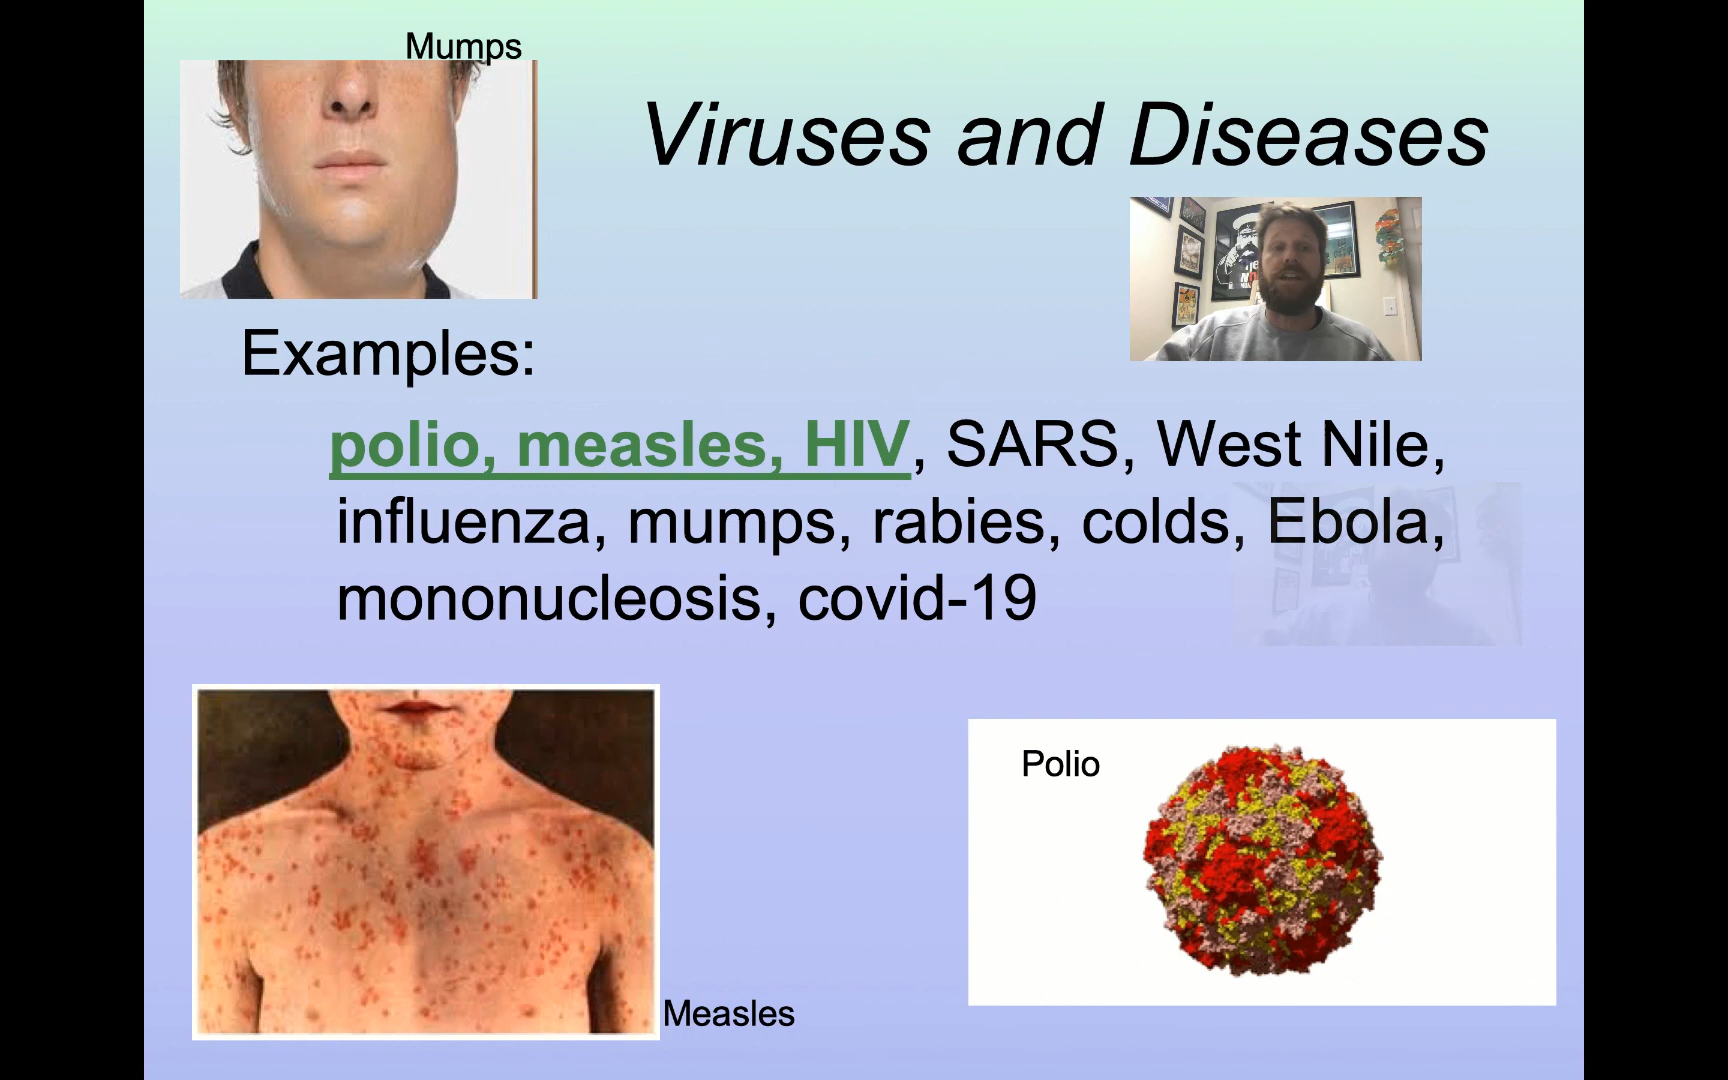 Mumps
Viruses and Diseases
Examples:
polio, measles, HIV, SARS, West Nile,
influenza, mumps, rabies, colds, Ebola,
mononucleosis, covid-19
Polio
Measles